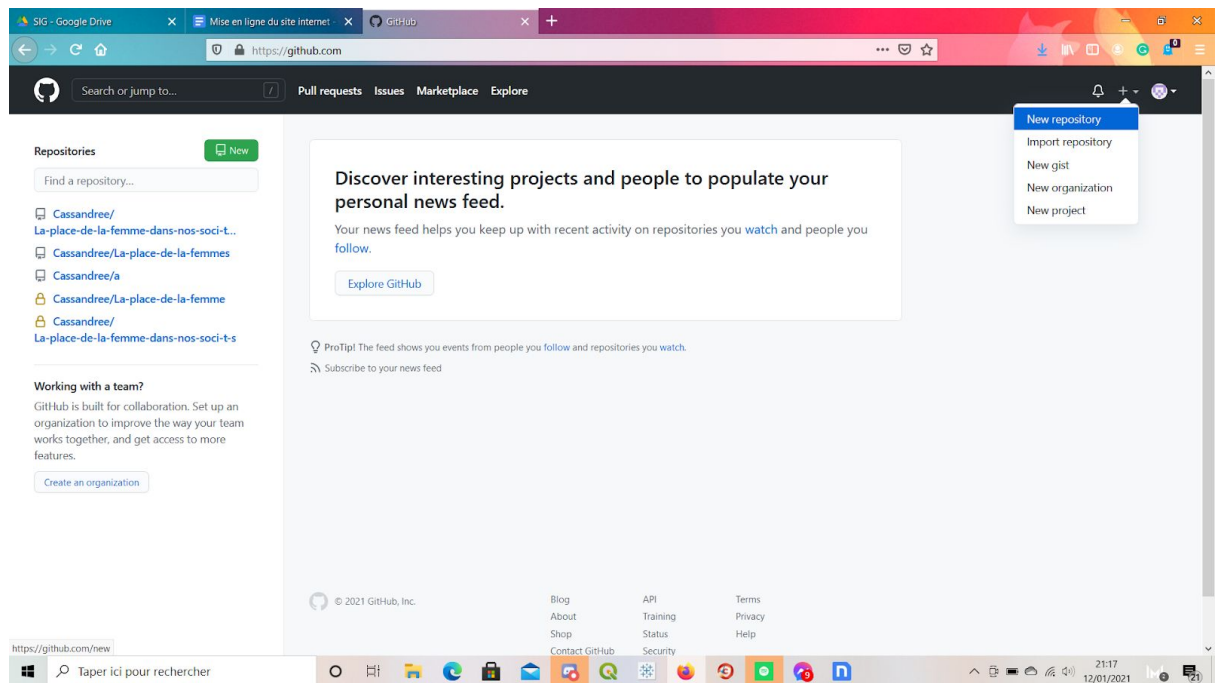 SIG - Google Drive
Mise en ligne du site internet -
GitHub
https://github.com
Search or jump to...
/
Pull requests Issues Marketplace Explore
New repository
Import repository
New gist
New organization
New project
Repositories
New
Find a repository...
Cassandree/
La-place-de-la-femme-dans-nos-soci-t...
Cassandree/La-place-de-la-femmes
Cassandree/a
Cassandree/La-place-de-la-femme
Cassandree/
La-place-de-la-femme-dans-nos-soci-t-s
Working with a team?
GitHub is built for collaboration. Set up an
organization to improve the way your team
works together, and get access to more
features.
Create an organization
Discover interesting projects and people to populate your
personal news feed.
Your news feed helps you keep up with recent activity on repositories you watch and people you
follow.
Explore GitHub
ProTip! The feed shows you events from people you follow and repositories you watch.
Subscribe to your news feed
© 2021 GitHub, Inc.
Blog
About
Shop
Contact GitHub
API
Training
Status
Security
Terms
Privacy
Help
https://github.com/new
Taper ici pour rechercher
21:17
12/01/2021